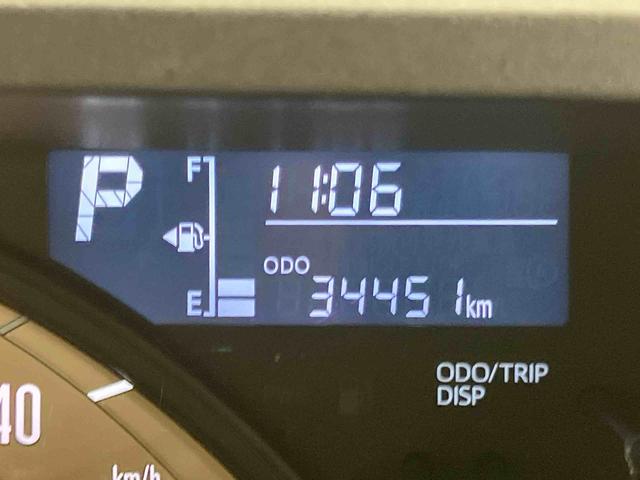 P
F
11:06
ODO
E
34451km
ODO/TRIP
DISP
40
km/h